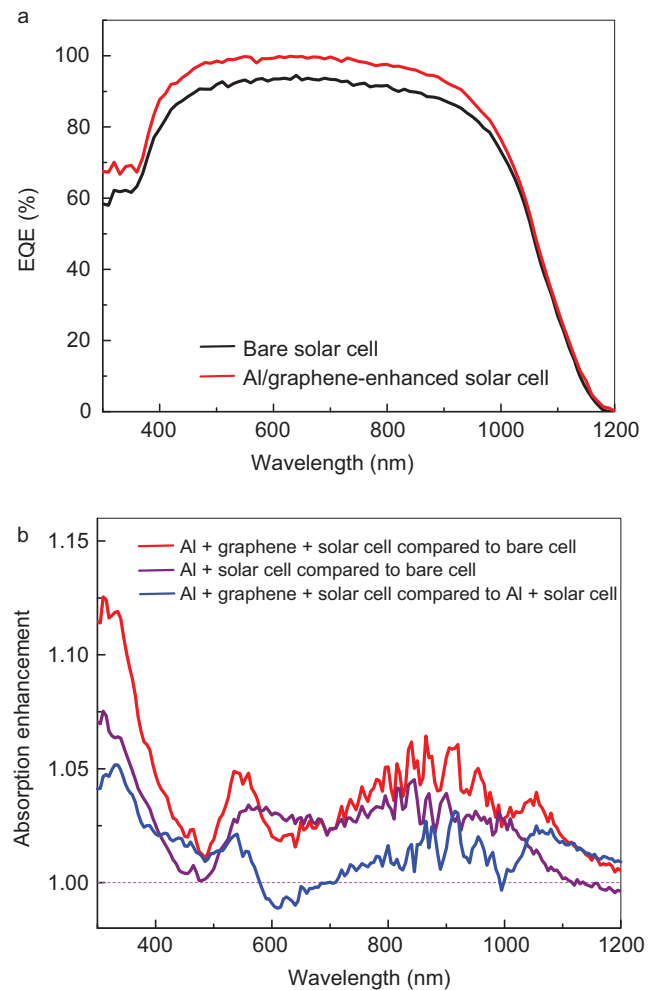 a
100
80
60
40
20
0
EQE (%)
Bare solar cell
Al/graphene-enhanced solar cell
400 600 800 1000 1200
Wavelength (nm)
b
1.15
1.10
1.05
1.00
Absorption enhancement
Al + graphene + solar cell compared to bare cell
Al + solar cell compared to bare cell
Al + graphene + solar cell compared to Al + solar cell
400 600 800 1000 1200
Wavelength (nm)